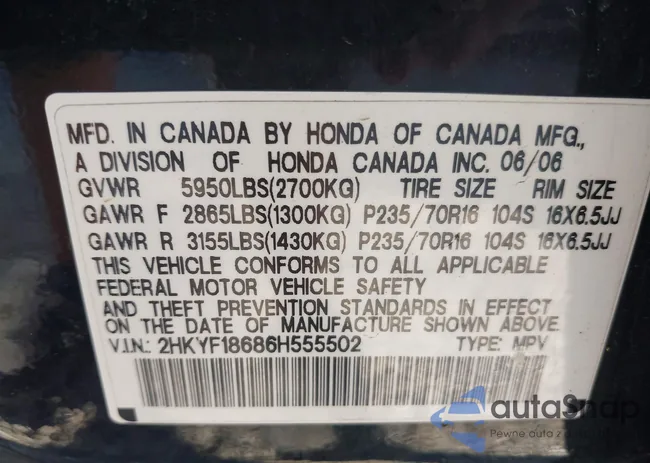 MFD. IN CANADA BY HONDA OF CANADA MFG.,
A DIVISION OF HONDA CANADA INC. 06/06
GVWR 5950LBS(2700KG) TIRE SIZE RIM SIZE
GAWR F 2865LBS(1300KG) P235/70R16 104S 16X6.5JJ
GAWR R 3155LBS(1430KG) P235/70R16 104S 16X6.5JJ
THIS VEHICLE CONFORMS TO ALL APPLICABLE
FEDERAL MOTOR VEHICLE SAFETY
AND THEFT PREVENTION STANDARDS IN EFFECT
ON THE DATE OF MANUFACTURE SHOWN ABOVE.
V.I.N.: 2HKYF18686H555502 TYPE: MPV
autaSnap
Pewne auta z